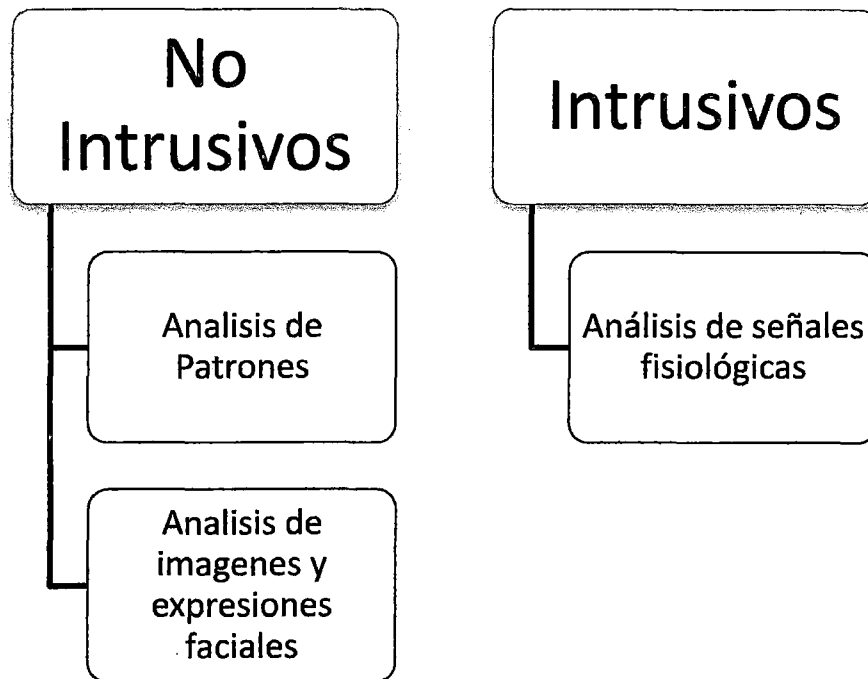 No
Intrusivos
Analisis de
Patrones
Analisis de
imagenes y
expresiones
faciales
Intrusivos
Análisis de señales
fisiológicas